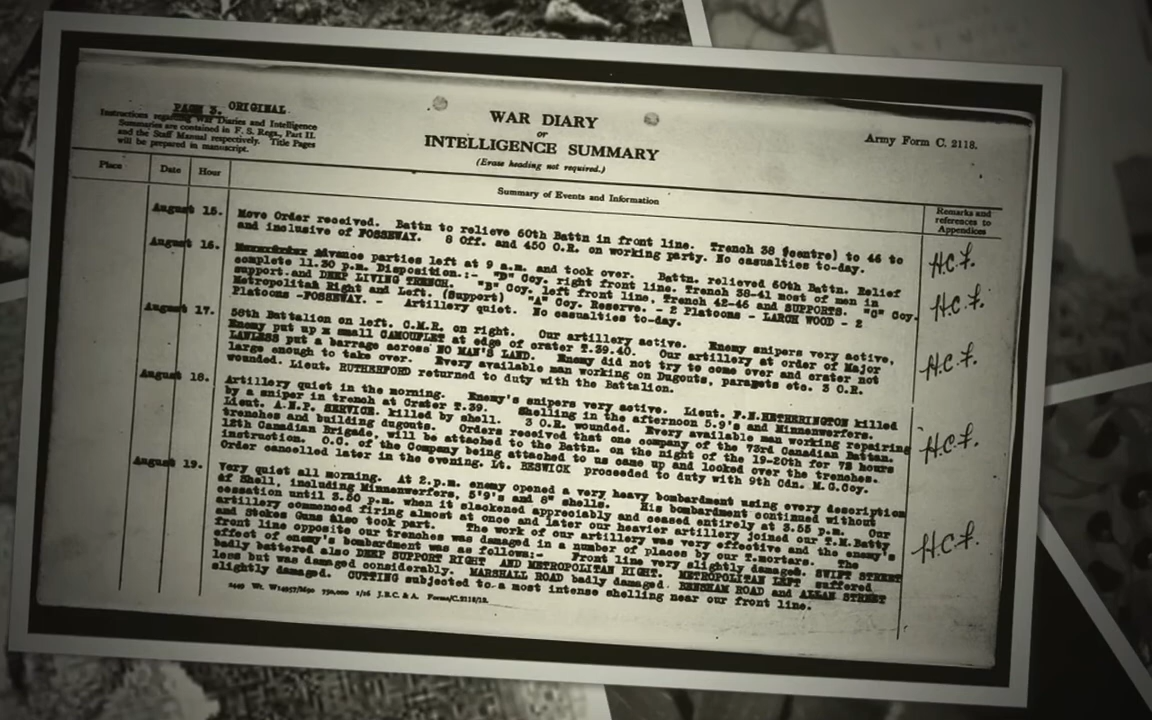 PAGE 3. ORIGINAL
Instructions regarding War Diaries and Intelligence
Summaries are contained in F. S. Regs., Part II.
and the Staff Manual respectively. Title Pages
will be prepared in manuscript.
WAR DIARY
or
INTELLIGENCE SUMMARY
(Erase heading not required.)
Army Form C. 2118.
Place
Date
Hour
Summary of Events and Information
Remarks and
references to
Appendices
August 15.
Move Order received. Battn to relieve 60th Battn in front line. Trench 38 (centre) to 46 to
and inclusive of FOSSEWAY. 8 Off. and 450 O.R. on working party. No casualties to-day.
H.C.F.
August 16.
Advance parties left at 9 a.m. and took over. Battn. relieved 60th Battn. Relief
complete 11.30 p.m. Disposition:- "D" Coy. right front line, Trench 38-41 most of men in
support and DEEP LIVING TRENCH. "B" Coy. left front line, Trench 42-46 and SUPPORTS. "C" Coy.
Metropolitan Right and Left. (Support) "A" Coy. Reserve. - 2 Platoons - LARCH WOOD - 2
Platoons -FOSSEWAY. - Artillery quiet. No casualties to-day.
H.C.F.
August 17.
58th Battalion on left. C.M.R. on right. Our artillery active. Enemy snipers very active.
Enemy put up a small CAMOUFLET at edge of crater T.39.40. Our artillery at order of Major
LAWLESS put a barrage across NO MAN'S LAND. Enemy did not try to come over and crater not
large enough to take over. Every available man working on Dugouts, parapets etc. 3 O.R.
wounded. Lieut. RUTHERFORD returned to duty with the Battalion.
H.C.F.
August 18.
Artillery quiet in the morning. Enemy's snipers very active. Lieut. F.N.HETHERINGTON killed
by a sniper in trench at Crater T.39. Shelling in the afternoon 5.9's and Minnenwerfers.
Lieut. A.N.P. SERVICE. killed by shell. 3 O.R. wounded. Every available man working repairing
trenches and building dugouts. Orders received that one company of the 73rd Canadian Battan.
12th Canadian Brigade, will be attached to the Battn. on the night of the 19-20th for 72 hours
instruction. O.C. of the Company being attached to us came up and looked over the trenches.
Order cancelled later in the evening. Lt. BESWICK proceeded to duty with 9th Cdn. M.G.Coy.
H.C.F.
August 19.
Very quiet all morning. At 2.p.m. enemy opened a very heavy bombardment using every description
of Shell, including Minnenwerfers, 5'9's and 8" shells. His bombardment continued without
cessation until 3.50 p.m. when it slackened appreciably and ceased entirely at 3.55 p.m. Our
artillery commenced firing almost at once and later our heavier artillery joined our T.M.Batty
and Stokes Guns also took part. The work of our artillery was very effective and the enemy's
front line opposite our trenches was damaged in a number of places by our T.mortars. The
effect of enemy's bombardment was as follows:- Front line very slightly damaged. SWIFT STREET
badly battered also DEEP SUPPORT RIGHT AND METROPOLITAN RIGHT. METROPOLITAN LEFT suffered
less but was damaged considerably. MARSHALL ROAD badly damaged. BENSHAM ROAD and ALLAN STREET
slightly damaged. CUTTING subjected to a most intense shelling near our front line.
H.C.F.
2449 Wt. W14957/M90 750,000 1/16 J.B.C. & A. Forms/C.2118/12.